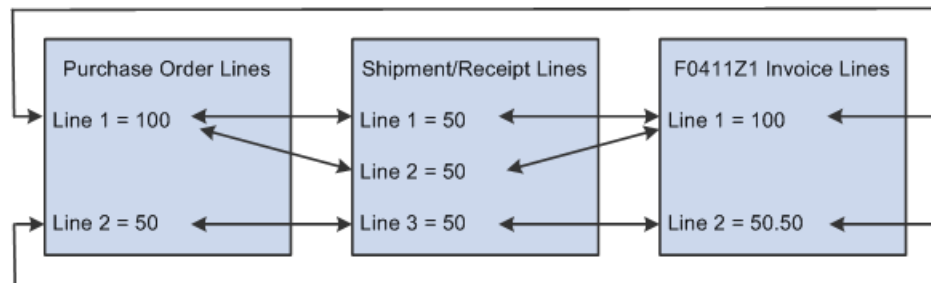 Purchase Order Lines
Line 1 = 100
Line 2 = 50
Shipment/Receipt Lines
Line 1 = 50
Line 2 = 50
Line 3 = 50
F0411Z1 Invoice Lines
Line 1 = 100
Line 2 = 50.50